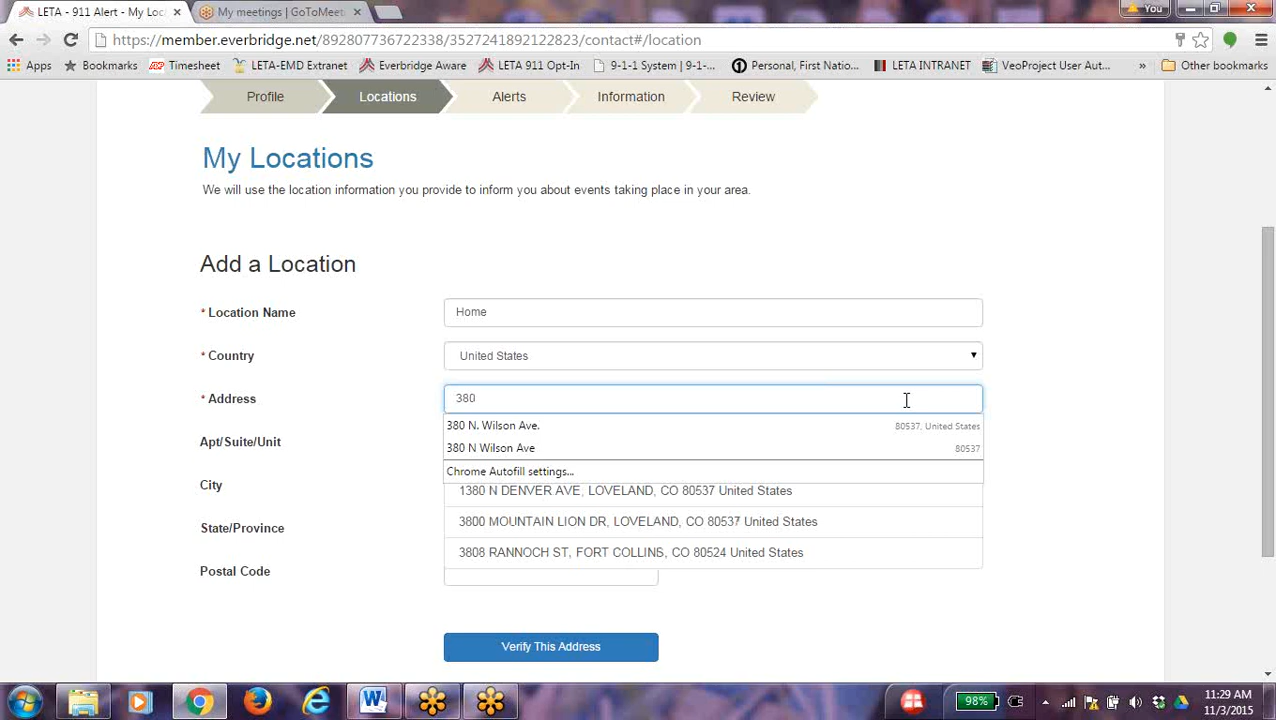 LETA - 911 Alert - My Loc
My meetings | GoToMeeti
You
https://member.everbridge.net/892807736722338/3527241892122823/contact#/location
Apps
Bookmarks
ADP Timesheet
LETA-EMD Extranet
Everbridge Aware
LETA 911 Opt-In
9-1-1 System | 9-1-...
Personal, First Natio...
LETA INTRANET
VeoProject User Aut...
»
Other bookmarks
Profile
Locations
Alerts
Information
Review
My Locations
We will use the location information you provide to inform you about events taking place in your area.
Add a Location
* Location Name
Home
* Country
United States
* Address
380
380 N. Wilson Ave.
80537, United States
380 N Wilson Ave
80537
Apt/Suite/Unit
Chrome Autofill settings...
City
1380 N DENVER AVE, LOVELAND, CO 80537 United States
State/Province
3800 MOUNTAIN LION DR, LOVELAND, CO 80537 United States
3808 RANNOCH ST, FORT COLLINS, CO 80524 United States
Postal Code
Verify This Address
98%
11:29 AM
11/3/2015